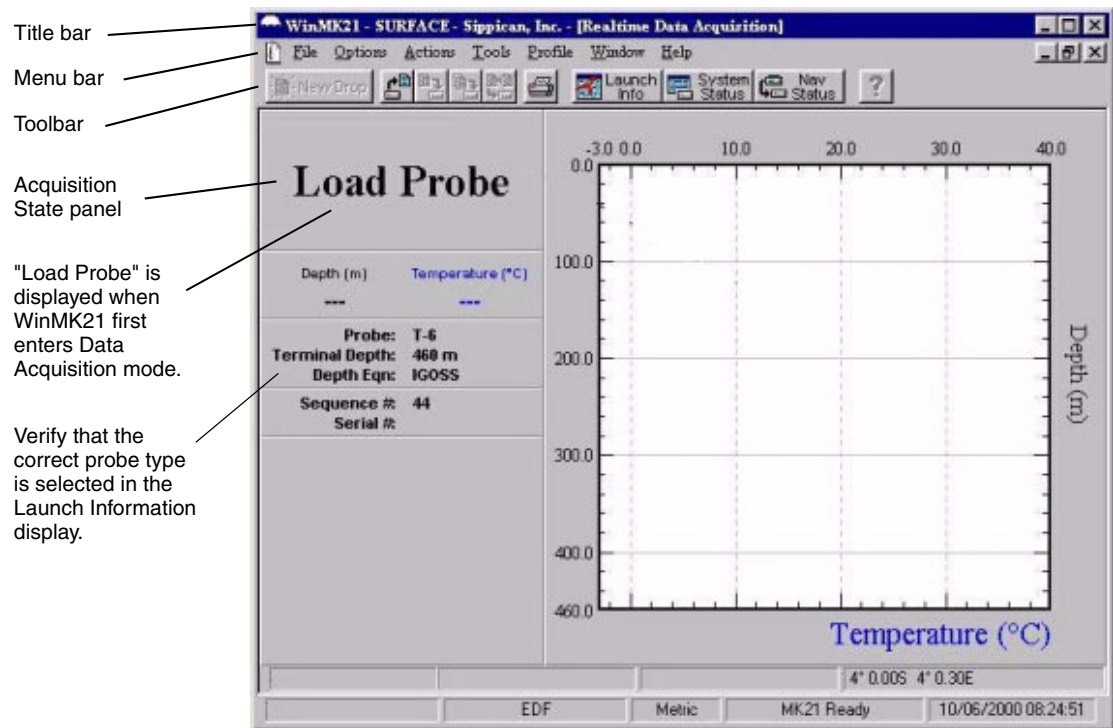 Title bar
Menu bar
Toolbar
Acquisition
State panel
"Load Probe" is
displayed when
WinMK21 first
enters Data
Acquisition mode.
Verify that the
correct probe type
is selected in the
Launch Information
display.
WinMK21 - SURFACE - Sippican, Inc. - [Realtime Data Acquisition]
File Options Actions Tools Profile Window Help
New Drop Launch Info System Status Nav Status ?
Load Probe
Depth (m) Temperature (°C)
--- ---
Probe: T-6
Terminal Depth: 460 m
Depth Eqn: IGOSS
Sequence #: 44
Serial #:
-3.0 0.0 10.0 20.0 30.0 40.0
0.0
100.0
200.0
300.0
400.0
460.0
Depth (m)
Temperature (°C)
4° 0.00S 4° 0.30E
EDF Metric MK21 Ready 10/06/2000 08:24:51